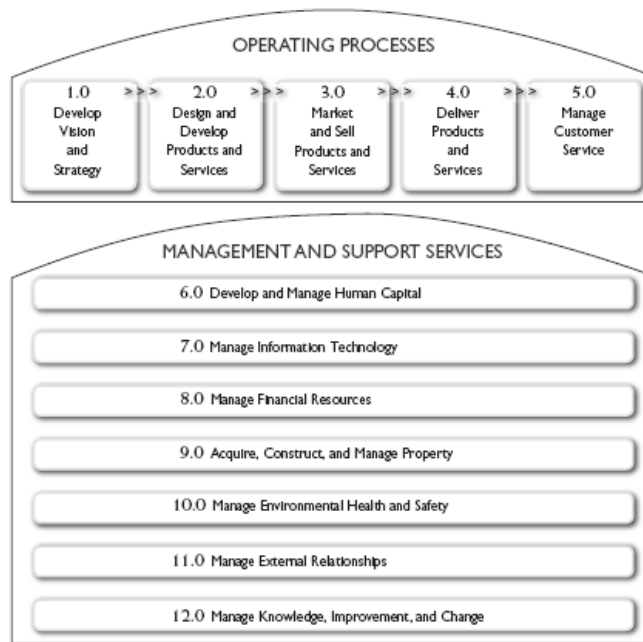 OPERATING PROCESSES
1.0 >>> 2.0 >>> 3.0 >>> 4.0 >>> 5.0
Develop
Vision
and
Strategy
Design and
Develop
Products and
Services
Market
and Sell
Products and
Services
Deliver
Products
and
Services
Manage
Customer
Service
MANAGEMENT AND SUPPORT SERVICES
6.0 Develop and Manage Human Capital
7.0 Manage Information Technology
8.0 Manage Financial Resources
9.0 Acquire, Construct, and Manage Property
10.0 Manage Environmental Health and Safety
11.0 Manage External Relationships
12.0 Manage Knowledge, Improvement, and Change